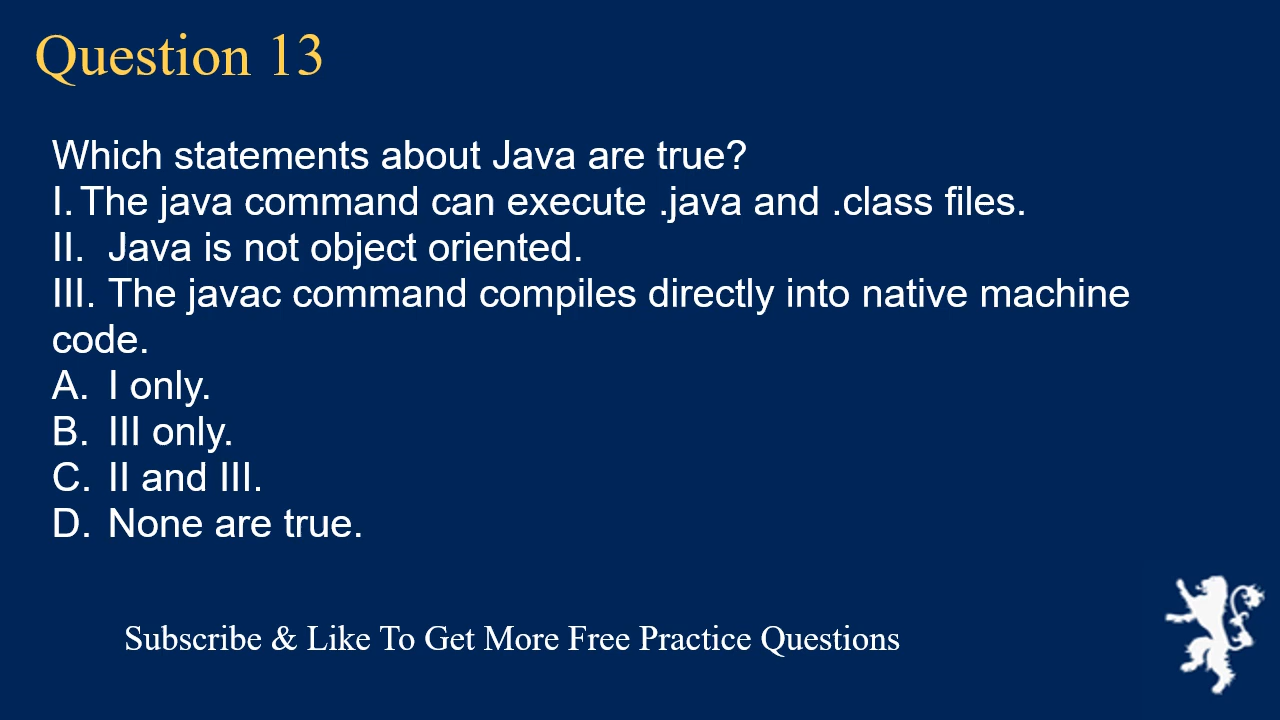 Question 13
Which statements about Java are true?
I. The java command can execute .java and .class files.
II. Java is not object oriented.
III. The javac command compiles directly into native machine
code.
A. I only.
B. III only.
C. II and III.
D. None are true.
Subscribe & Like To Get More Free Practice Questions